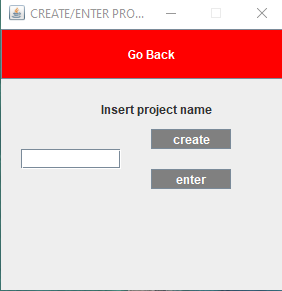 CREATE/ENTER PRO...
Go Back
Insert project name
create
enter